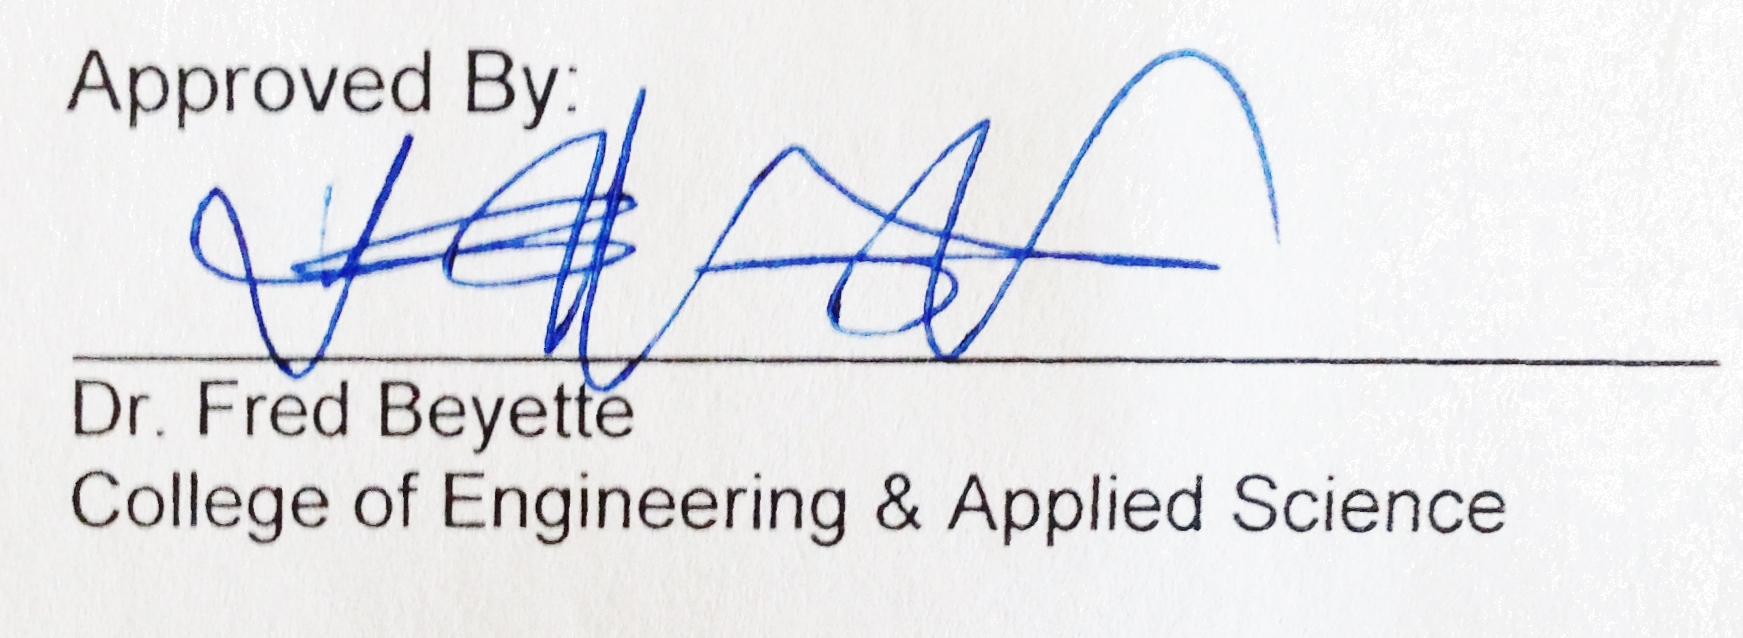 Approved By:
Dr. Fred Beyette
College of Engineering & Applied Science